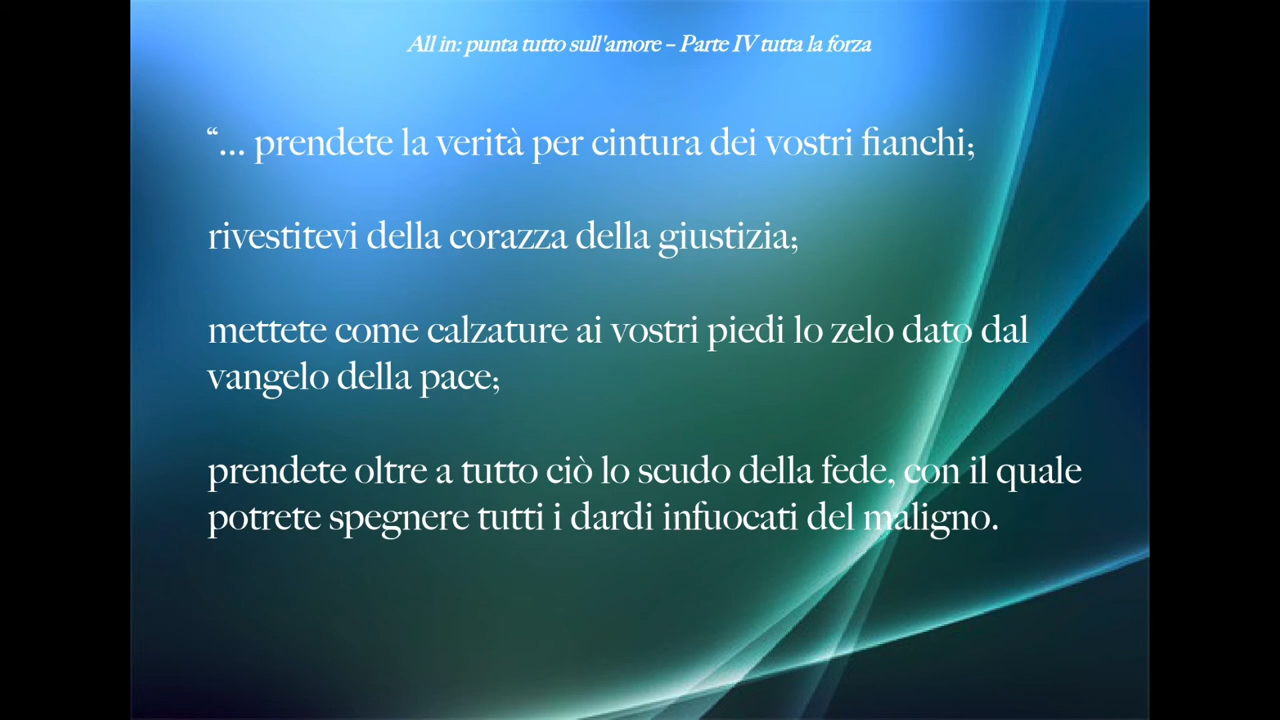 All in: punta tutto sull'amore – Parte IV tutta la forza
“... prendete la verità per cintura dei vostri fianchi;
rivestitevi della corazza della giustizia;
mettete come calzature ai vostri piedi lo zelo dato dal
vangelo della pace;
prendete oltre a tutto ciò lo scudo della fede, con il quale
potrete spegnere tutti i dardi infuocati del maligno.